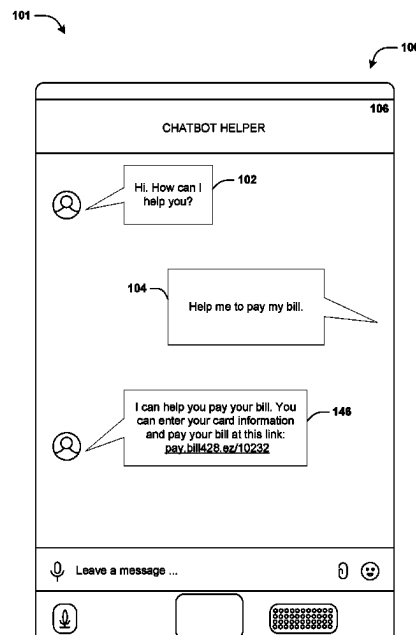 101
100
106
CHATBOT HELPER
Hi. How can I
help you?
102
104
Help me to pay my bill.
I can help you pay your bill. You
can enter your card information
and pay your bill at this link:
pay.bill428.ez/10232
146
Leave a message ...